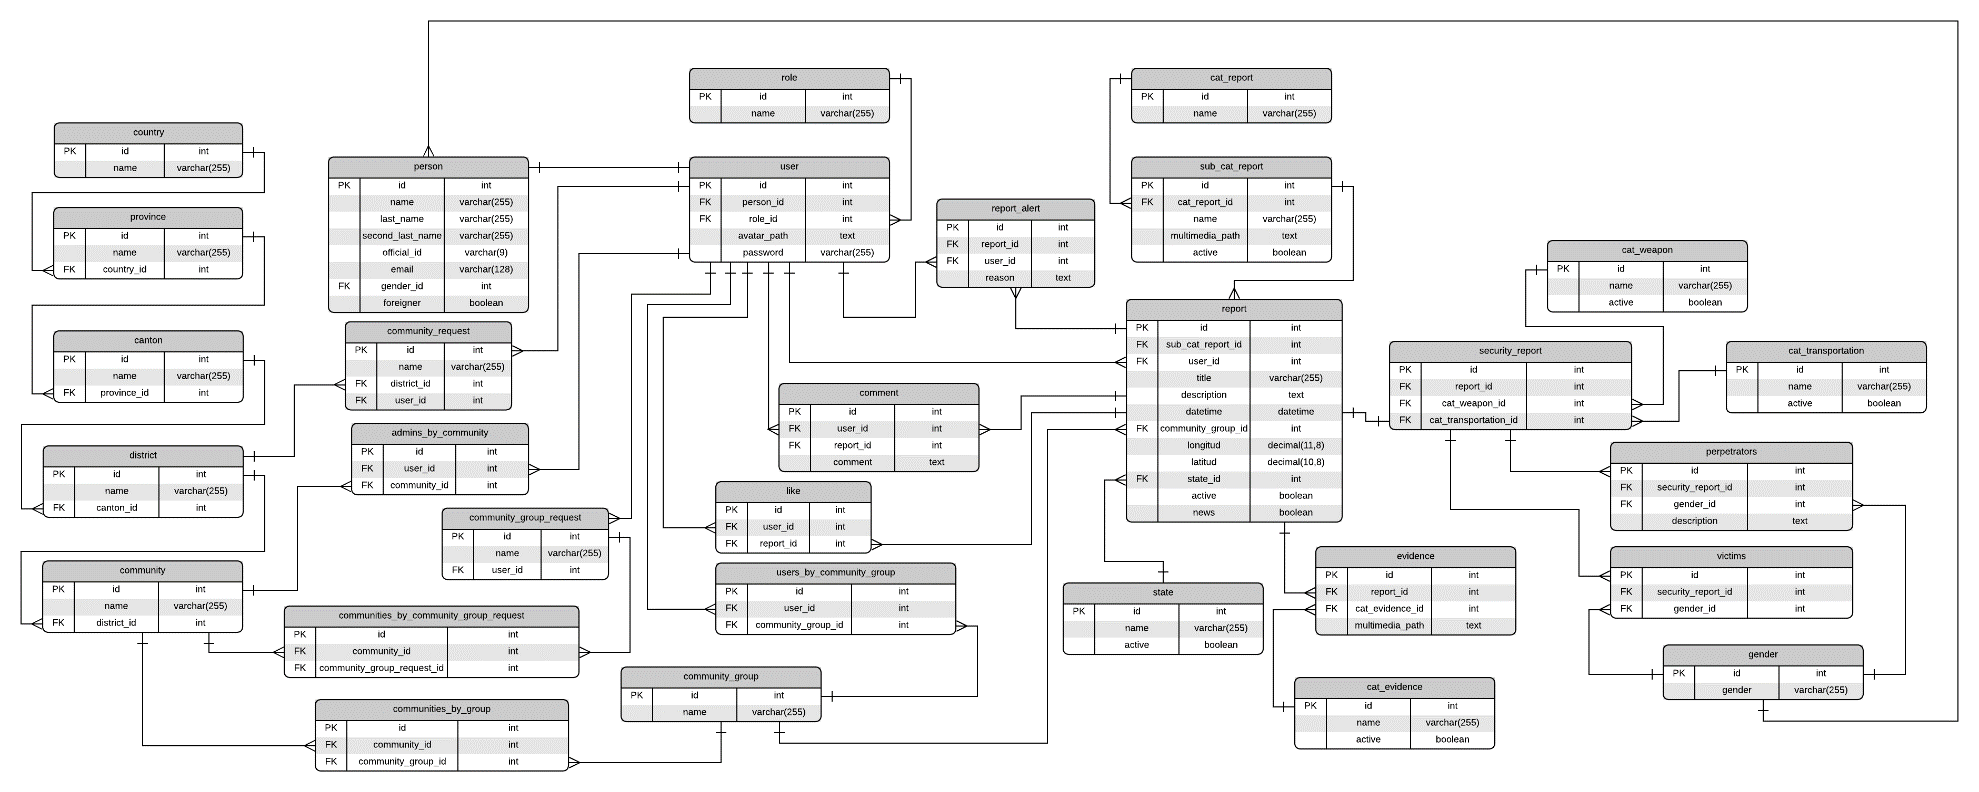 country
PK id int
name varchar(255)
province
PK id int
name varchar(255)
FK country_id int
canton
PK id int
name varchar(255)
FK province_id int
district
PK id int
name varchar(255)
FK canton_id int
community
PK id int
name varchar(255)
FK district_id int
person
PK id int
name varchar(255)
last_name varchar(255)
second_last_name varchar(255)
official_id varchar(9)
email varchar(128)
FK gender_id int
foreigner boolean
community_request
PK id int
name varchar(255)
FK district_id int
FK user_id int
admins_by_community
PK id int
FK user_id int
FK community_id int
community_group_request
PK id int
name varchar(255)
FK user_id int
communities_by_community_group_request
PK id int
FK community_id int
FK community_group_request_id int
communities_by_group
PK id int
FK community_id int
FK community_group_id int
role
PK id int
name varchar(255)
user
PK id int
FK person_id int
FK role_id int
avatar_path text
password varchar(255)
report_alert
PK id int
FK report_id int
FK user_id int
reason text
comment
PK id int
FK user_id int
FK report_id int
comment text
like
PK id int
FK user_id int
FK report_id int
users_by_community_group
PK id int
FK user_id int
FK community_group_id int
community_group
PK id int
name varchar(255)
cat_report
PK id int
name varchar(255)
sub_cat_report
PK id int
FK cat_report_id int
name varchar(255)
multimedia_path text
active boolean
report
PK id int
FK sub_cat_report_id int
FK user_id int
title varchar(255)
description text
datetime datetime
FK community_group_id int
longitud decimal(11,8)
latitud decimal(10,8)
FK state_id int
active boolean
news boolean
state
PK id int
name varchar(255)
active boolean
evidence
PK id int
FK report_id int
FK cat_evidence_id int
multimedia_path text
cat_evidence
PK id int
name varchar(255)
active boolean
cat_weapon
PK id int
name varchar(255)
active boolean
security_report
PK id int
FK report_id int
FK cat_weapon_id int
FK cat_transportation_id int
cat_transportation
PK id int
name varchar(255)
active boolean
perpetrators
PK id int
FK security_report_id int
FK gender_id int
description text
victims
PK id int
FK security_report_id int
FK gender_id int
gender
PK id int
gender varchar(255)